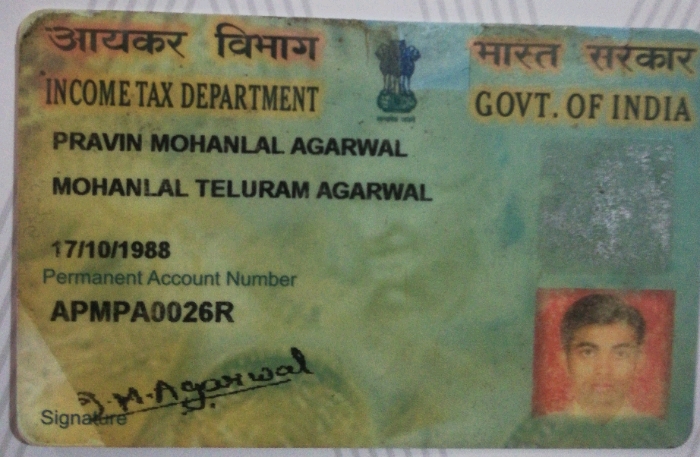 आयकर विभाग
भारत सरकार
INCOME TAX DEPARTMENT
GOVT. OF INDIA
PRAVIN MOHANLAL AGARWAL
MOHANLAL TELURAM AGARWAL
17/10/1988
Permanent Account Number
APMPA0026R
Agarwal
Signature